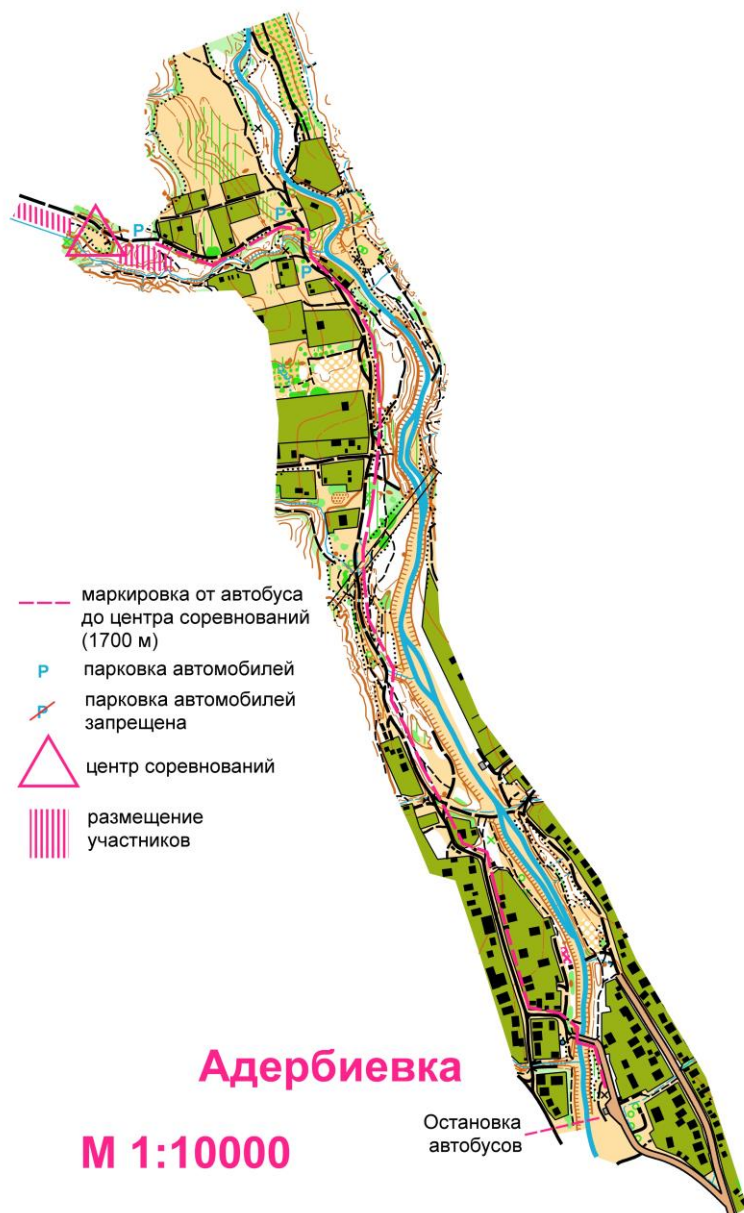 P
P
P
маркировка от автобуса
до центра соревнований
(1700 м)
P
парковка автомобилей
P
парковка автомобилей
запрещена
центр соревнований
размещение
участников
Адербиевка
М 1:10000
Остановка
автобусов